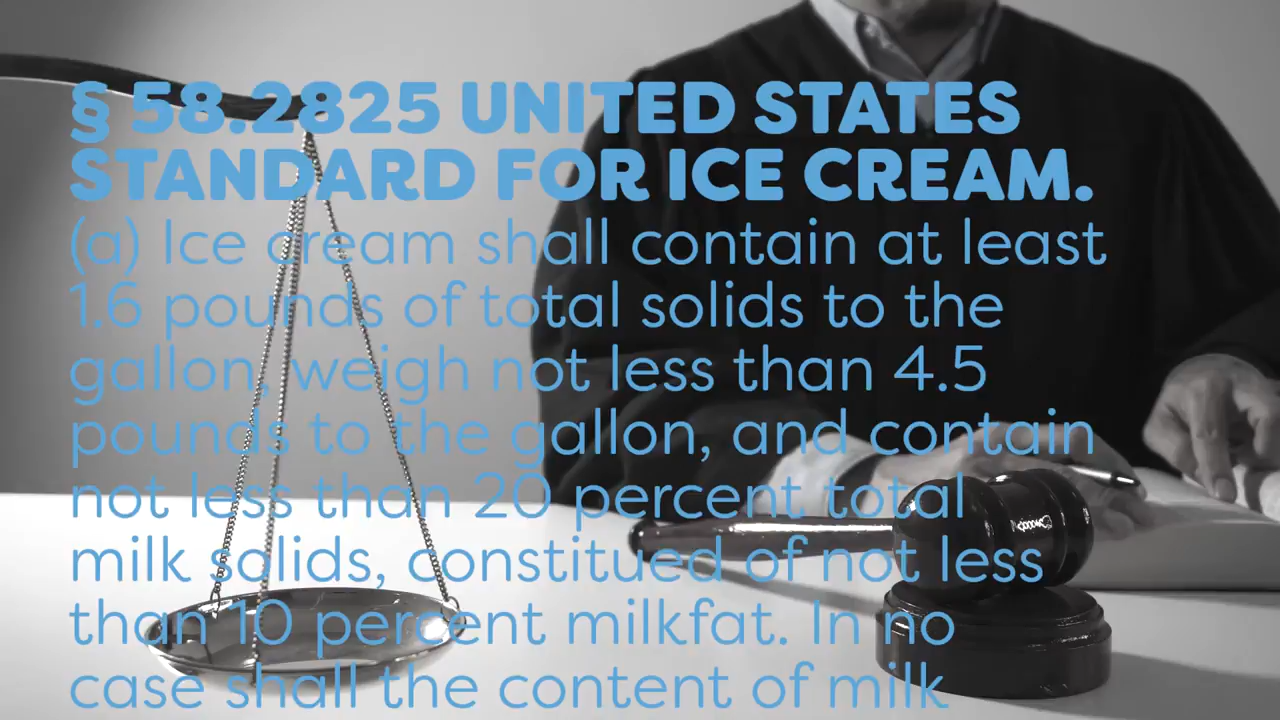 § 58.2825 UNITED STATES
STANDARD FOR ICE CREAM.
(a) Ice cream shall contain at least
1.6 pounds of total solids to the
gallon, weigh not less than 4.5
pounds to the gallon, and contain
not less than 20 percent total
milk solids, constitued of not less
than 10 percent milkfat. In no
case shall the content of milk